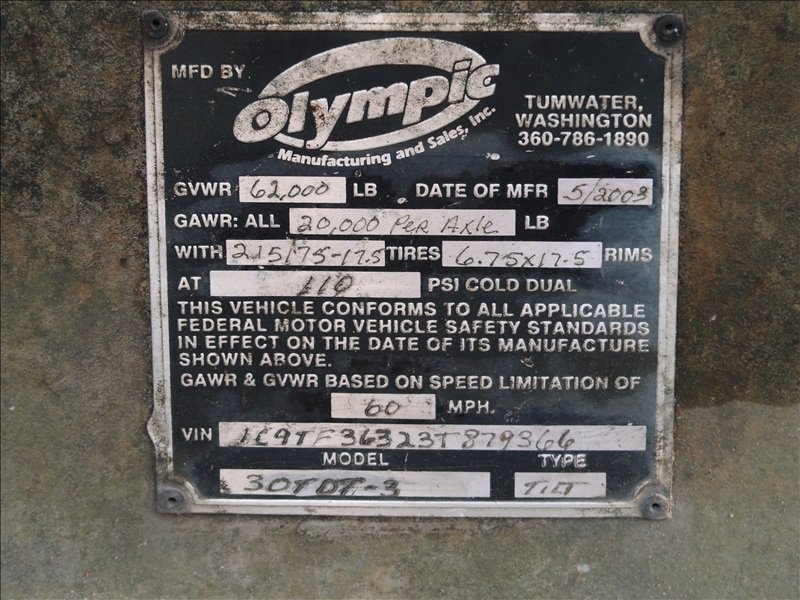 MFD BY
Olympic
Manufacturing and Sales, Inc.
TUMWATER,
WASHINGTON
360-786-1890
GVWR 62,000 LB DATE OF MFR 5/2003
GAWR: ALL 20,000 Per Axle LB
WITH 215/75-17.5 TIRES 6.75x17.5 RIMS
AT 110 PSI COLD DUAL
THIS VEHICLE CONFORMS TO ALL APPLICABLE
FEDERAL MOTOR VEHICLE SAFETY STANDARDS
IN EFFECT ON THE DATE OF ITS MANUFACTURE
SHOWN ABOVE.
GAWR & GVWR BASED ON SPEED LIMITATION OF
60 MPH.
VIN 1C9TF36323T879366
MODEL TYPE
30TDT-3 TILT